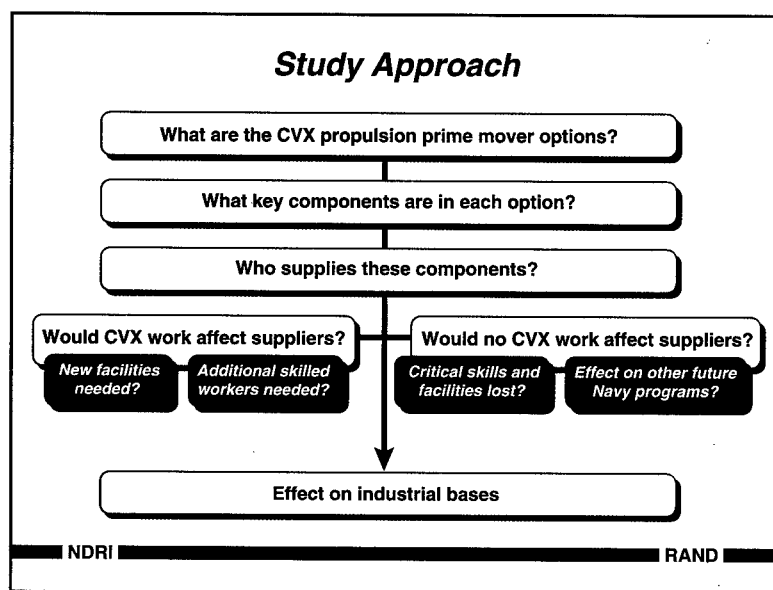 Study Approach
What are the CVX propulsion prime mover options?
What key components are in each option?
Who supplies these components?
Would CVX work affect suppliers?
New facilities
needed?
Additional skilled
workers needed?
Would no CVX work affect suppliers?
Critical skills and
facilities lost?
Effect on other future
Navy programs?
Effect on industrial bases
NDRI
RAND